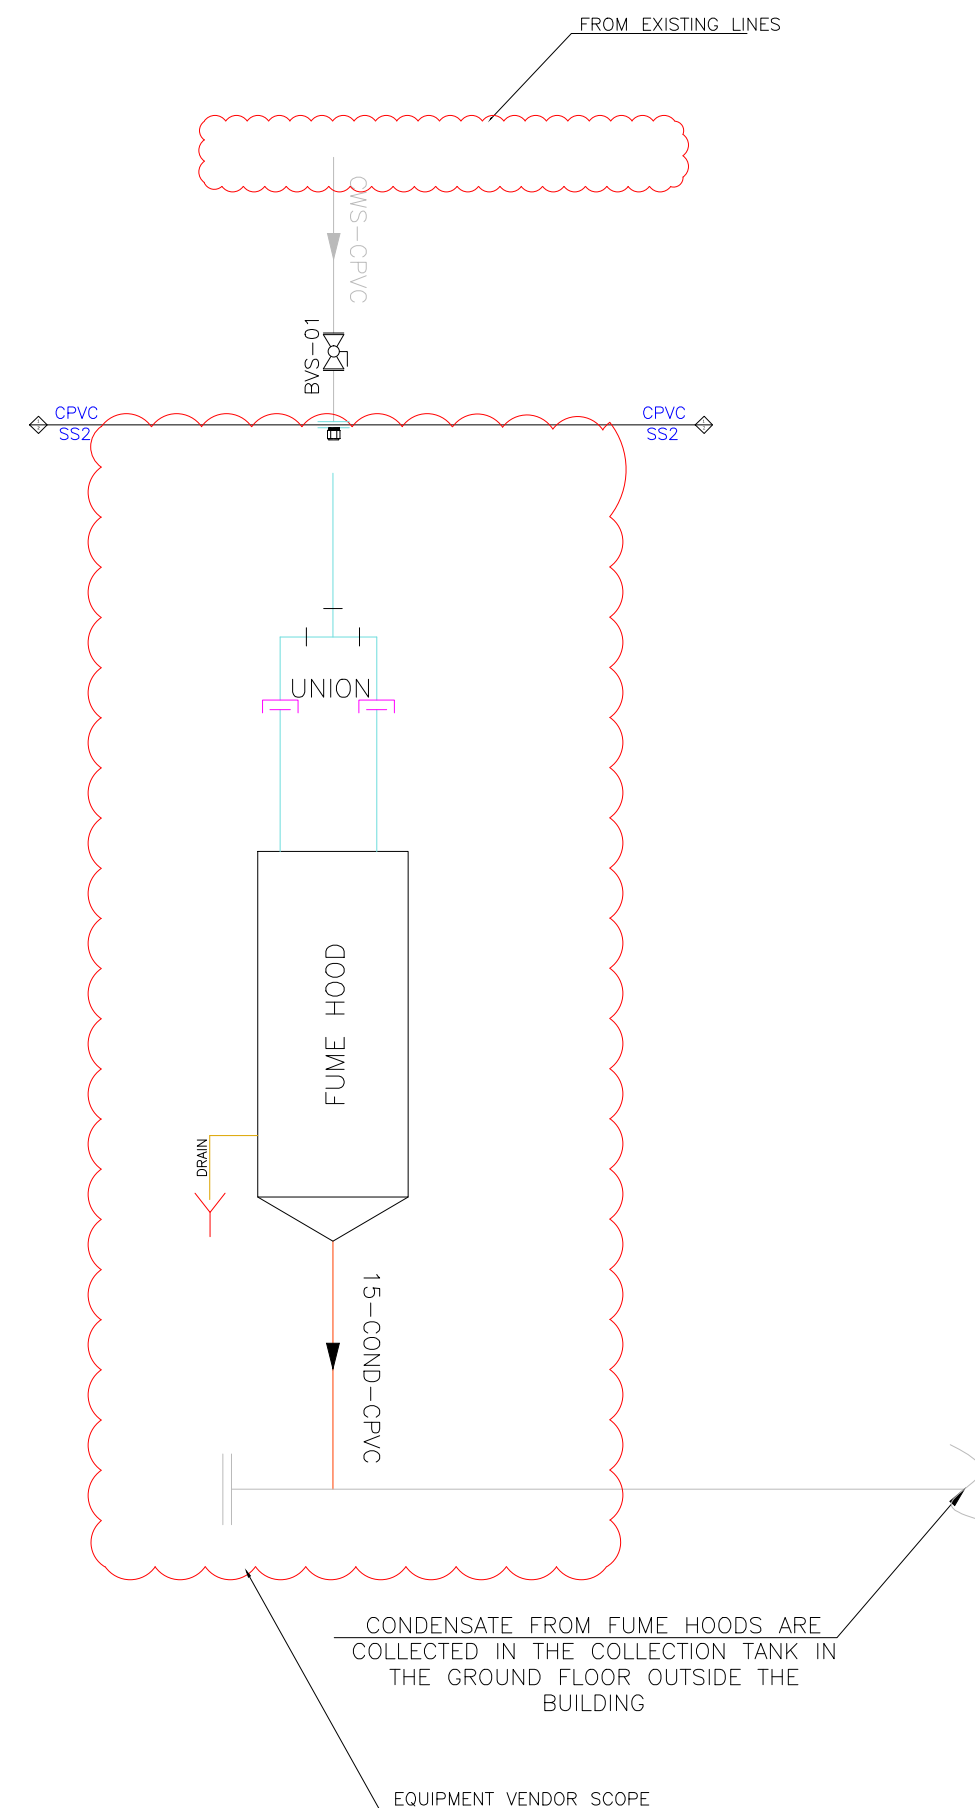 FROM EXISTING LINES
CWS-CPVC
BVS-01
CPVC
SS2
CPVC
SS2
UNION
FUME HOOD
DRAIN
15-COND-CPVC
CONDENSATE FROM FUME HOODS ARE
COLLECTED IN THE COLLECTION TANK IN
THE GROUND FLOOR OUTSIDE THE
BUILDING
EQUIPMENT VENDOR SCOPE